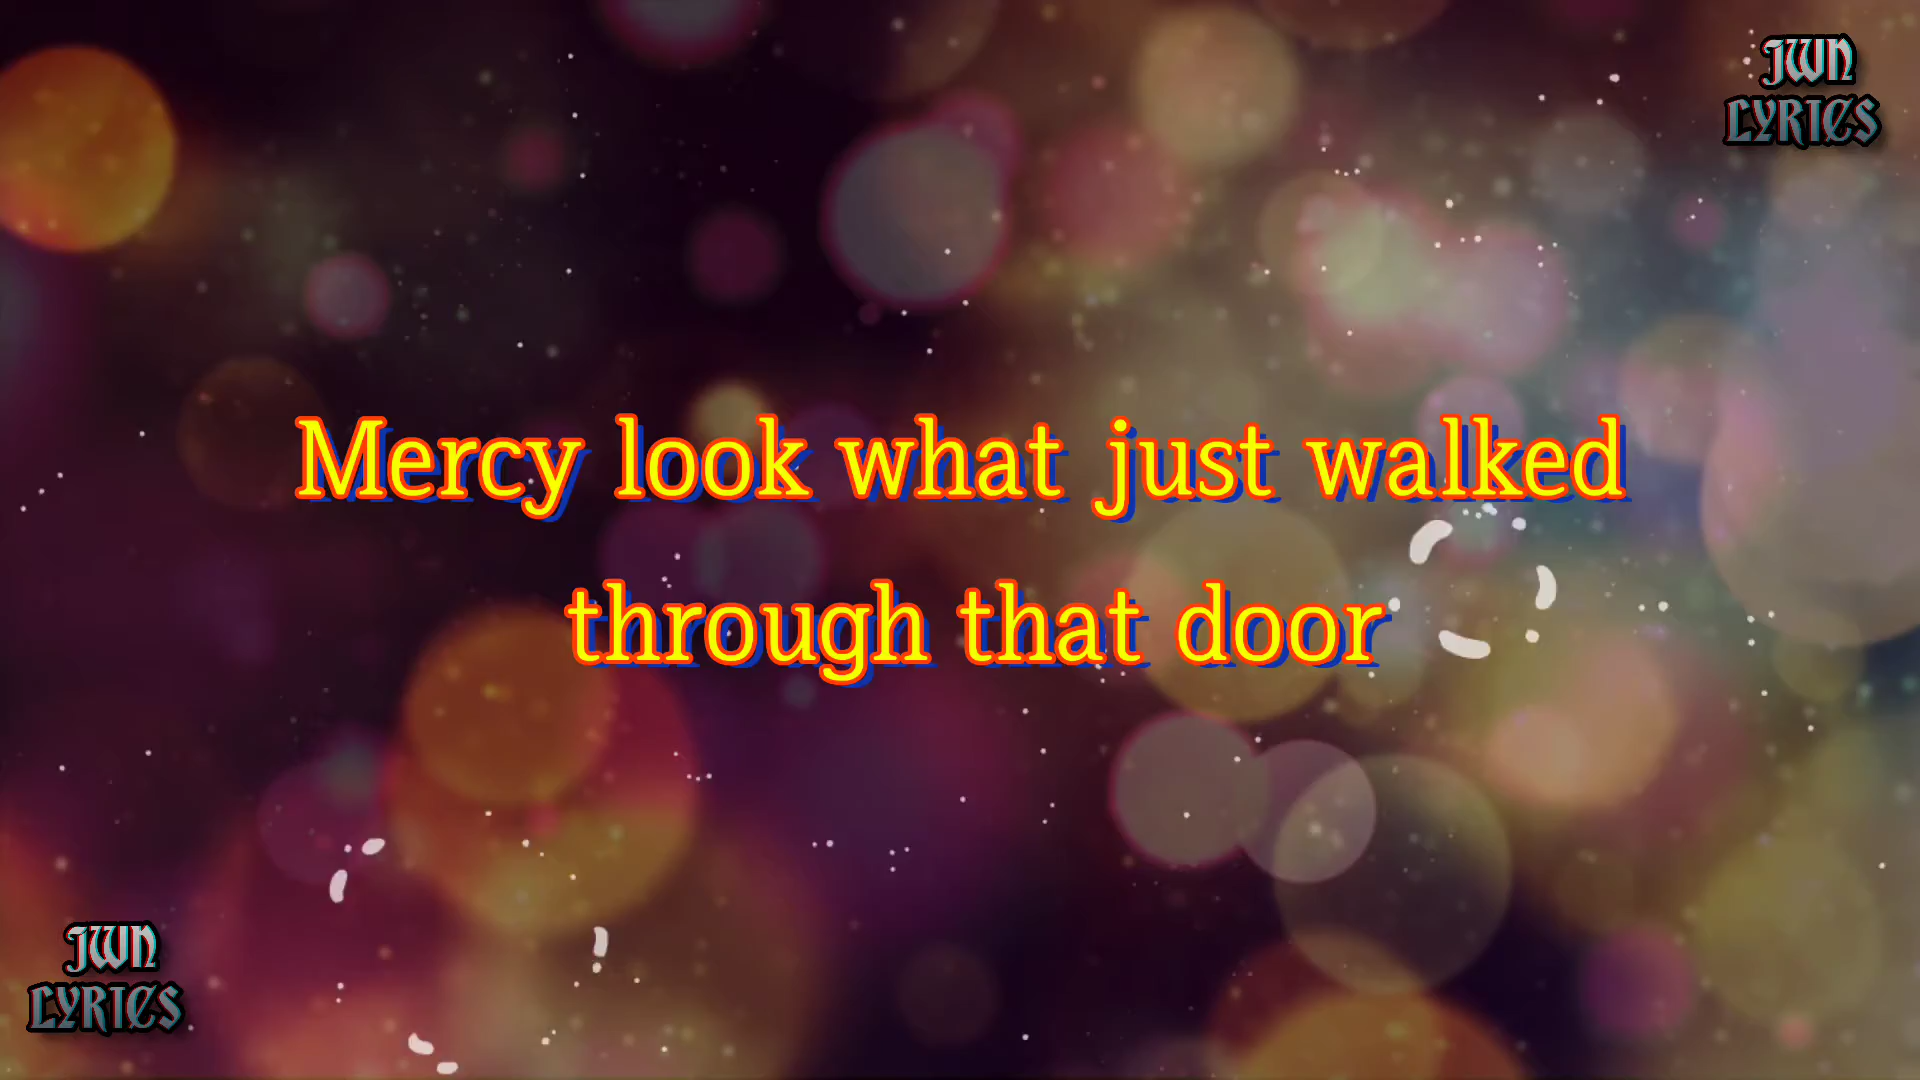 JWN
LYRICS
Mercy look what just walked
through that door
JWN
LYRICS